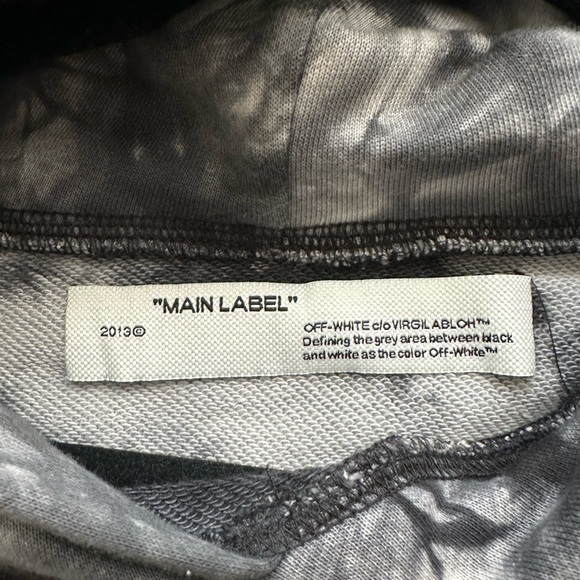 "MAIN LABEL"
2013©
OFF-WHITE c/o VIRGIL ABLOH™
Defining the grey area between black
and white as the color Off-White™